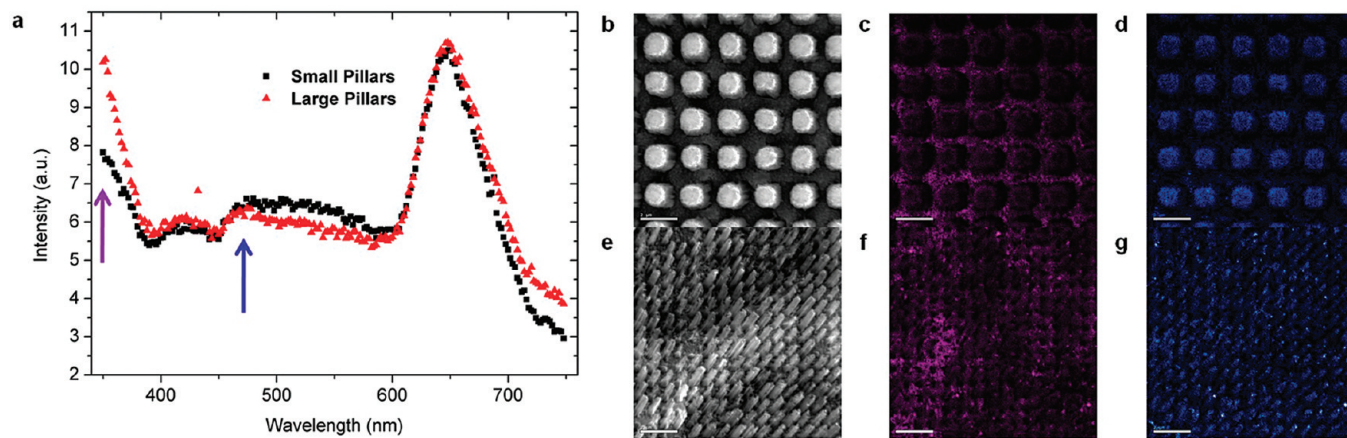 a
11
10
9
8
7
6
5
4
3
2
Intensity (a.u.)
Small Pillars
Large Pillars
400
500
600
700
Wavelength (nm)
b
c
d
e
f
g